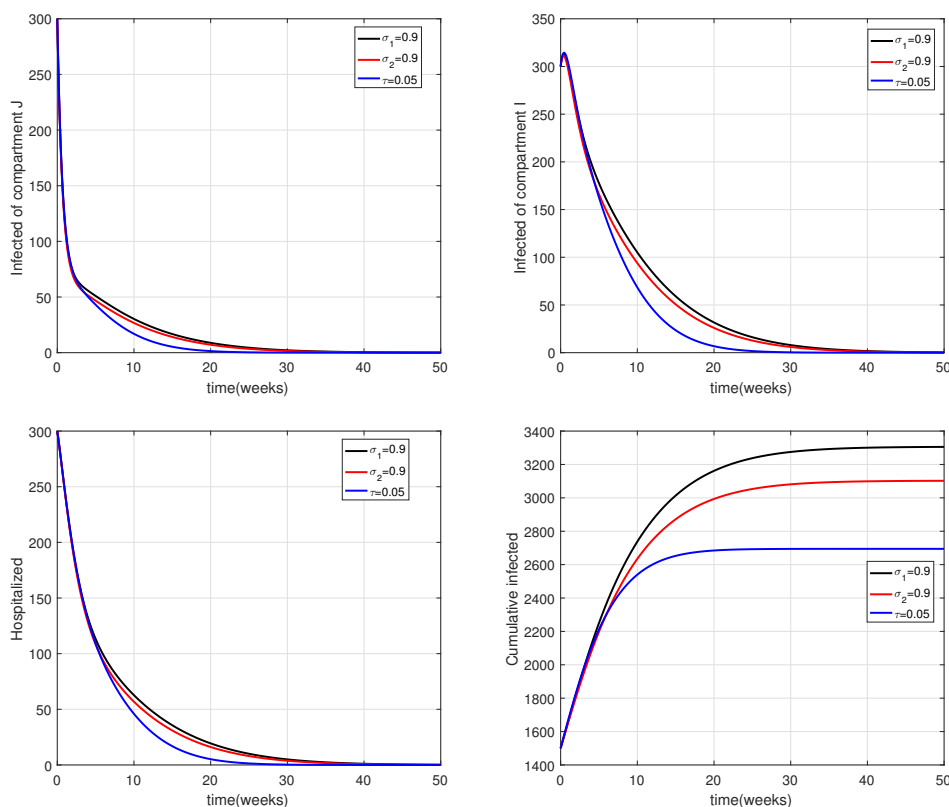 300
250
200
150
100
50
0
Infected of compartment J
0 10 20 30 40 50
time(weeks)
σ1=0.9
σ2=0.9
τ=0.05
350
300
250
200
150
100
50
0
Infected of compartment I
0 10 20 30 40 50
time(weeks)
σ1=0.9
σ2=0.9
τ=0.05
300
250
200
150
100
50
0
Hospitalized
0 10 20 30 40 50
time(weeks)
σ1=0.9
σ2=0.9
τ=0.05
3400
3200
3000
2800
2600
2400
2200
2000
1800
1600
1400
Cumulative infected
0 10 20 30 40 50
time(weeks)
σ1=0.9
σ2=0.9
τ=0.05